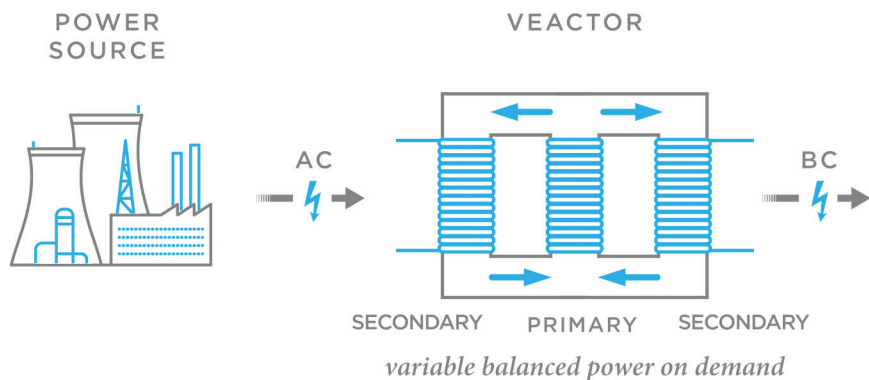 POWER
SOURCE
VEACTOR
AC
BC
SECONDARY
PRIMARY
SECONDARY
variable balanced power on demand